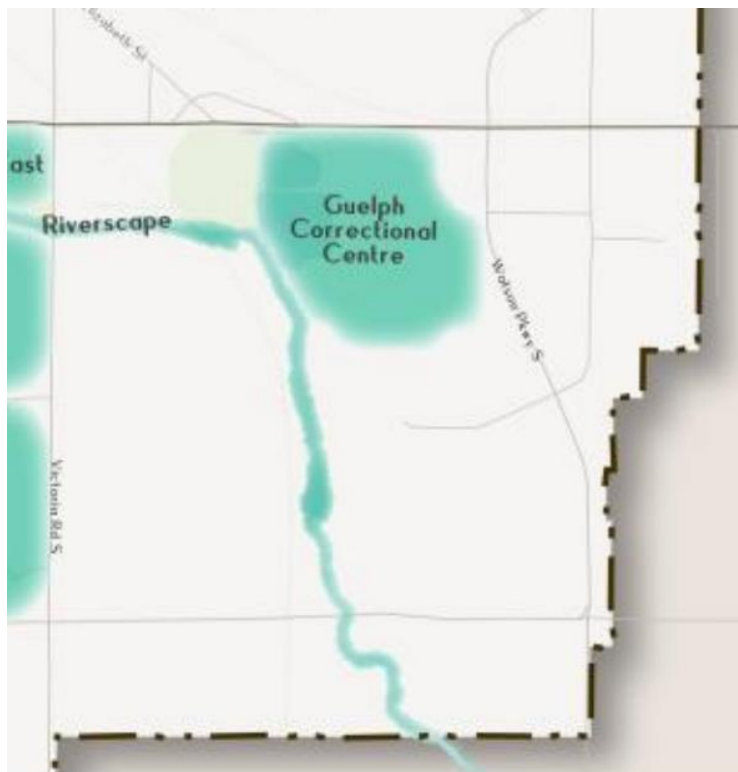 Elizabeth St
ast
Riverscape
Guelph
Correctional
Centre
Watson Pkwy S
Victoria Rd S